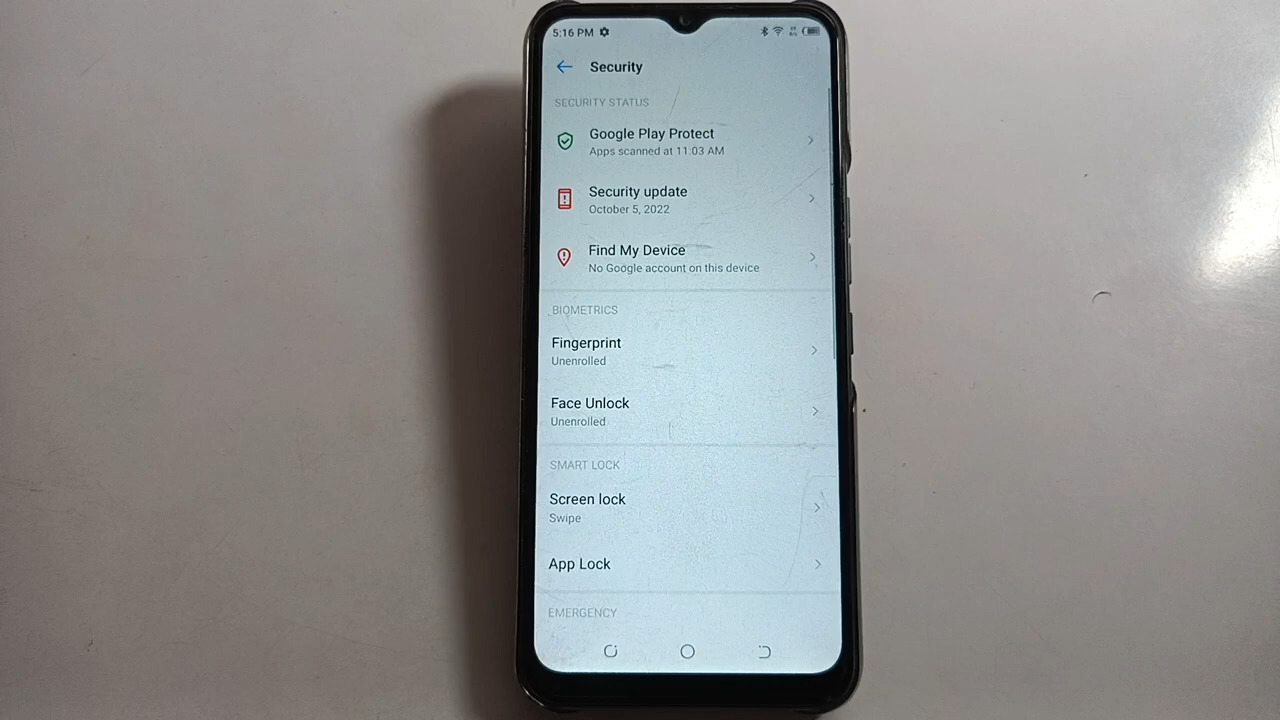 5:16 PM
Security
SECURITY STATUS
Google Play Protect
Apps scanned at 11:03 AM
Security update
October 5, 2022
Find My Device
No Google account on this device
BIOMETRICS
Fingerprint
Unenrolled
Face Unlock
Unenrolled
SMART LOCK
Screen lock
Swipe
App Lock
EMERGENCY